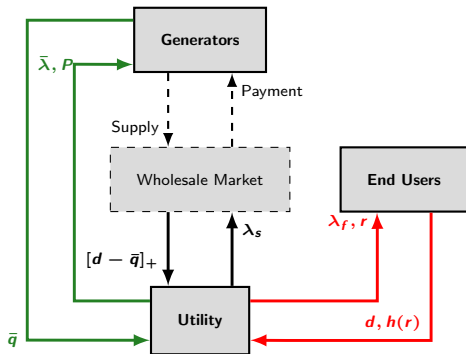 Generators
λ̄, P
Payment
Supply
Wholesale Market
End Users
λ_f, r
λ_s
[d − q̄]₊
Utility
d, h(r)
q̄